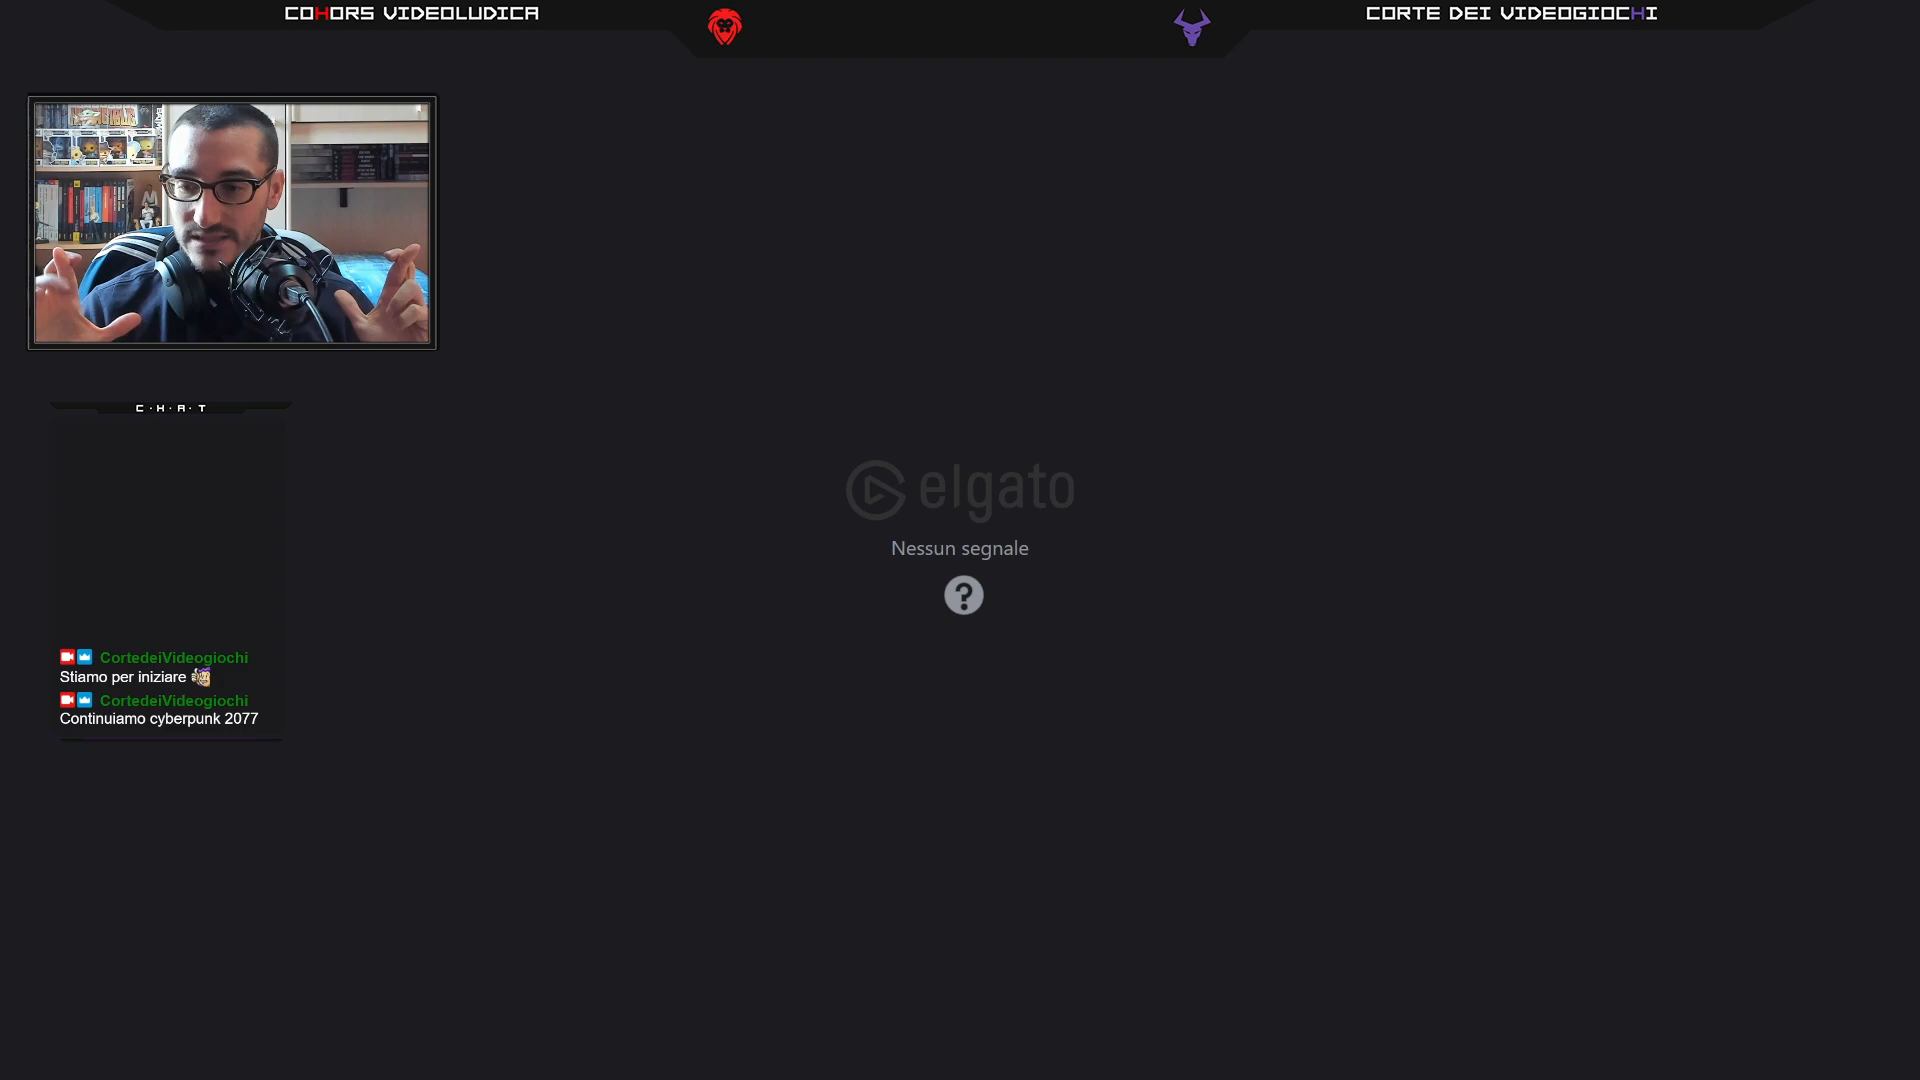 COHORS VIDEOLUDICA
CORTE DEI VIDEOGIOCHI
C·H·A·T
elgato
Nessun segnale
?
CortedeiVideogiochi
Stiamo per iniziare
CortedeiVideogiochi
Continuiamo cyberpunk 2077